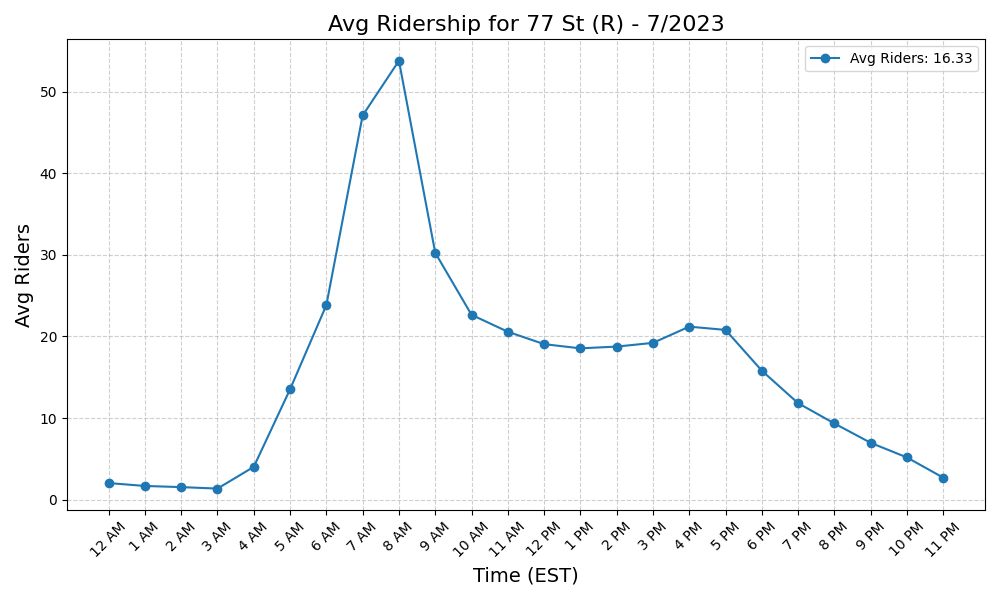 Avg Ridership for 77 St (R) - 7/2023
Avg Riders: 16.33
Avg Riders
50
40
30
20
10
0
12 AM
1 AM
2 AM
3 AM
4 AM
5 AM
6 AM
7 AM
8 AM
9 AM
10 AM
11 AM
12 PM
1 PM
2 PM
3 PM
4 PM
5 PM
6 PM
7 PM
8 PM
9 PM
10 PM
11 PM
Time (EST)